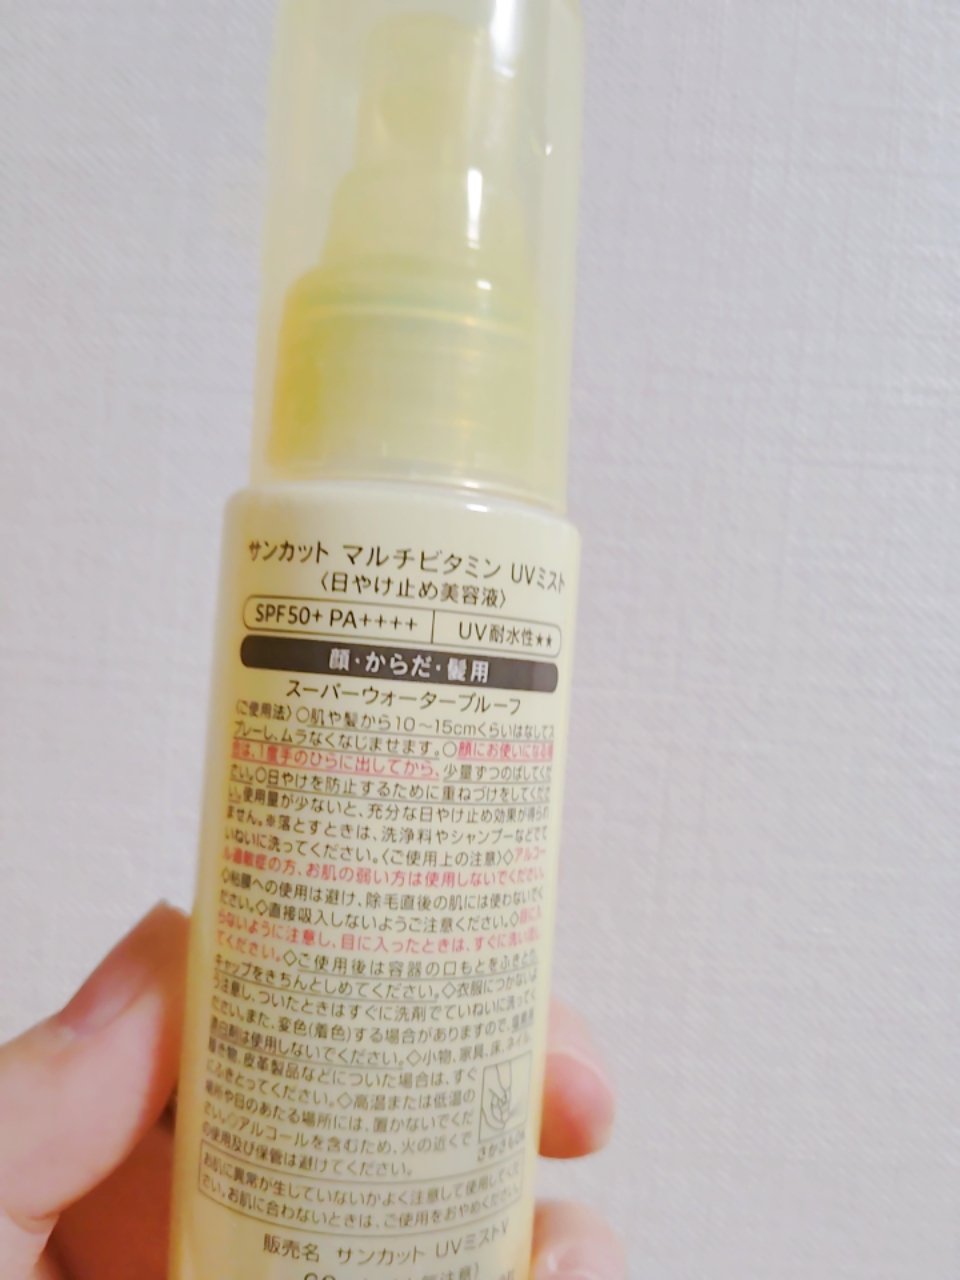 サンカット マルチビタミン UVミスト
〈日やけ止め美容液〉
SPF50+ PA++++ UV耐水性★★
顔・からだ・髪用
スーパーウォータープルーフ
〈ご使用法〉○肌や髪から10〜15cmくらいはなしてス
プレーし、ムラなくなじませます。○顔にお使いになる場
合は、1度手のひらに出してから、少量ずつのばしてくだ
さい。○日やけを防止するために重ねづけをしてくださ
い。使用量が少ないと、充分な日やけ止め効果が得られ
ません。※落とすときは、洗浄料やシャンプーなどでて
いねいに洗ってください。〈ご使用上の注意〉◇アルコー
ル過敏症の方、お肌の弱い方は使用しないでください。
◇粘膜への使用は避け、除毛直後の肌には使わないでく
ださい。◇直接吸入しないようご注意ください。◇目に入
らないように注意し、目に入ったときは、すぐに洗い流し
てください。◇ご使用後は容器の口もとをふきとり、
キャップをきちんとしめてください。◇衣服につかないよ
う注意し、ついたときはすぐに洗剤でていねいに洗ってく
ださい。また、変色(着色)する場合がありますので、塩素系
漂白剤は使用しないでください。◇小物、家具、床、ネイル、
履き物、皮革製品などについた場合は、すぐ
にふきとってください。◇高温または低温の
場所や日のあたる場所には、置かないでくだ
さい。◇アルコールを含むため、火の近くで
の使用及び保管は避けてください。
さかさもOK
お肌に異常が生じていないかよく注意して使用してくだ
さい。お肌に合わないときは、ご使用をおやめください。
販売名 サンカット UVミストV